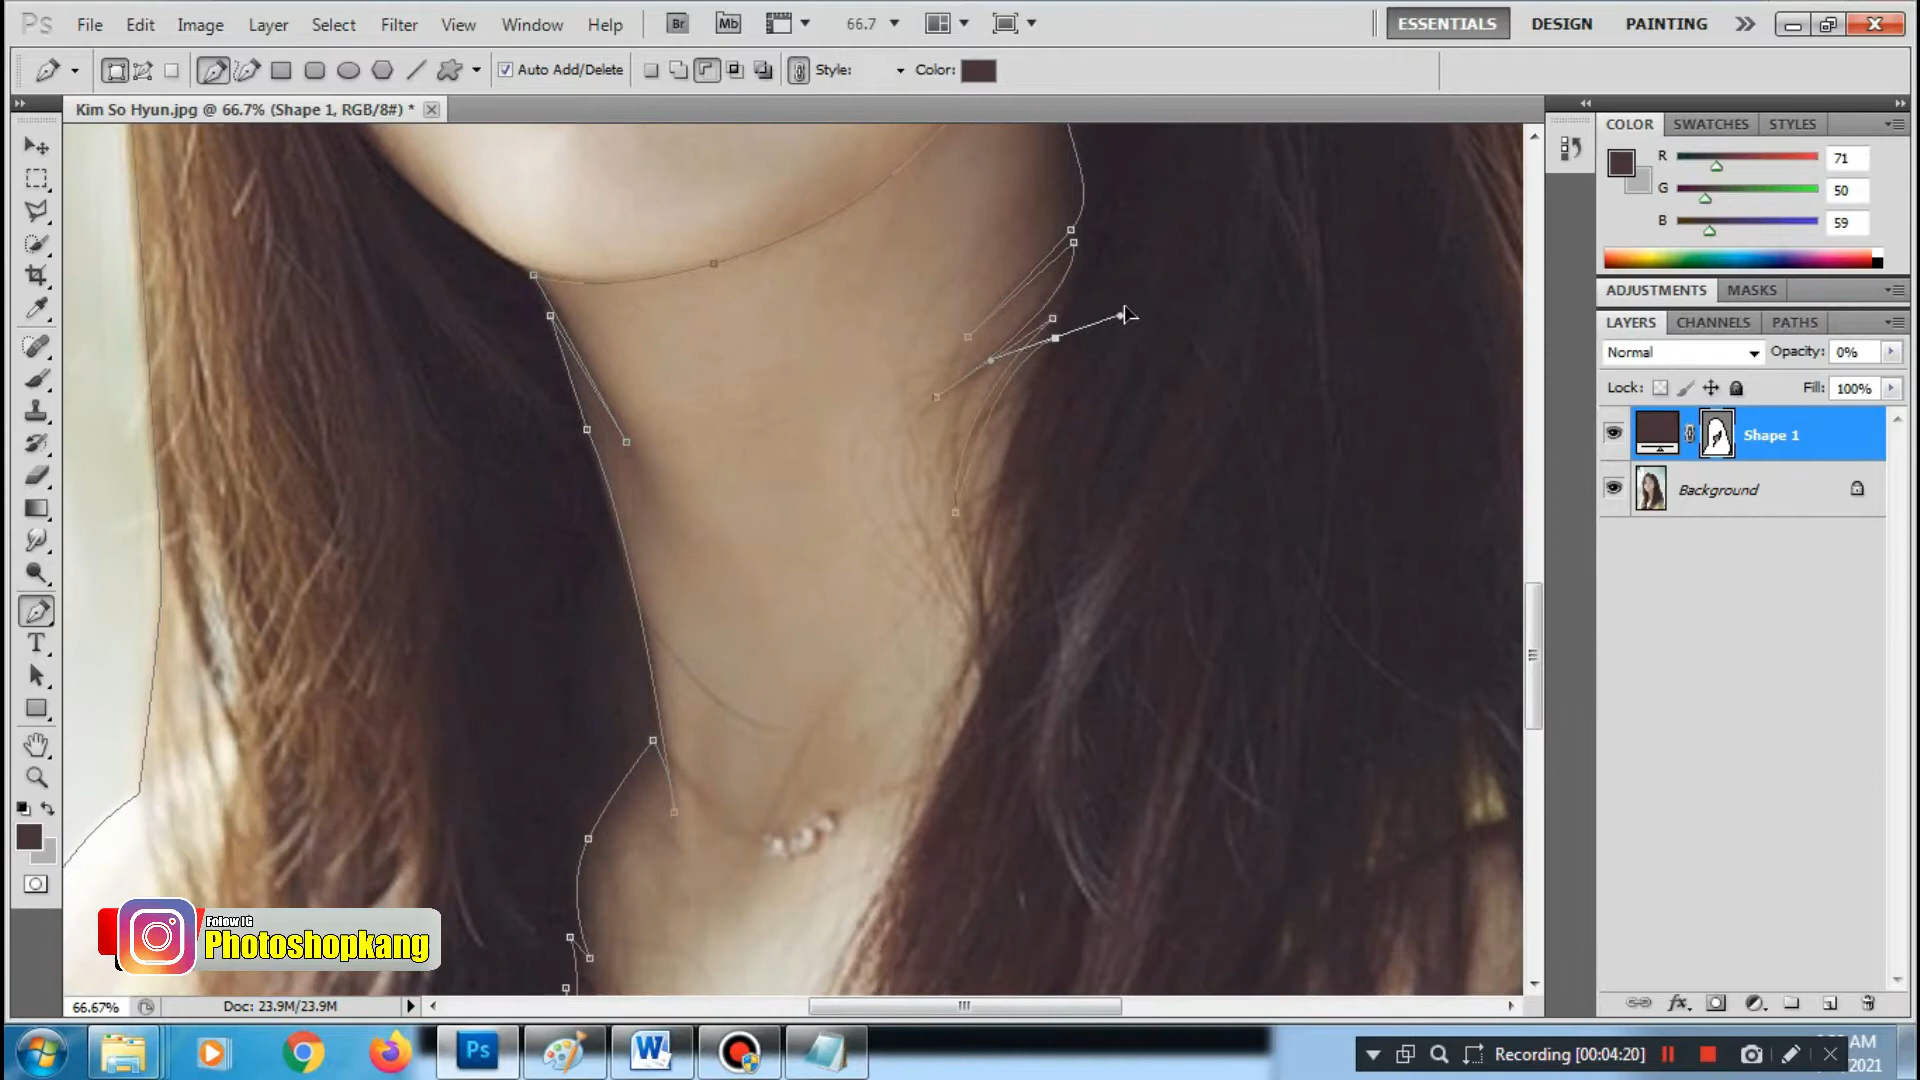 Ps File Edit Image Layer Select Filter View Window Help Br Mb 66.7 ESSENTIALS DESIGN PAINTING
Auto Add/Delete Style: Color:
Kim So Hyun.jpg @ 66.7% (Shape 1, RGB/8#) *
COLOR SWATCHES STYLES
R 71
G 50
B 59
ADJUSTMENTS MASKS
LAYERS CHANNELS PATHS
Normal Opacity: 0%
Lock: Fill: 100%
Shape 1
Background
T
Folow IG
Photoshopkang
66.67% Doc: 23.9M/23.9M
fx
Ps W Recording [00:04:20] AM
/2021